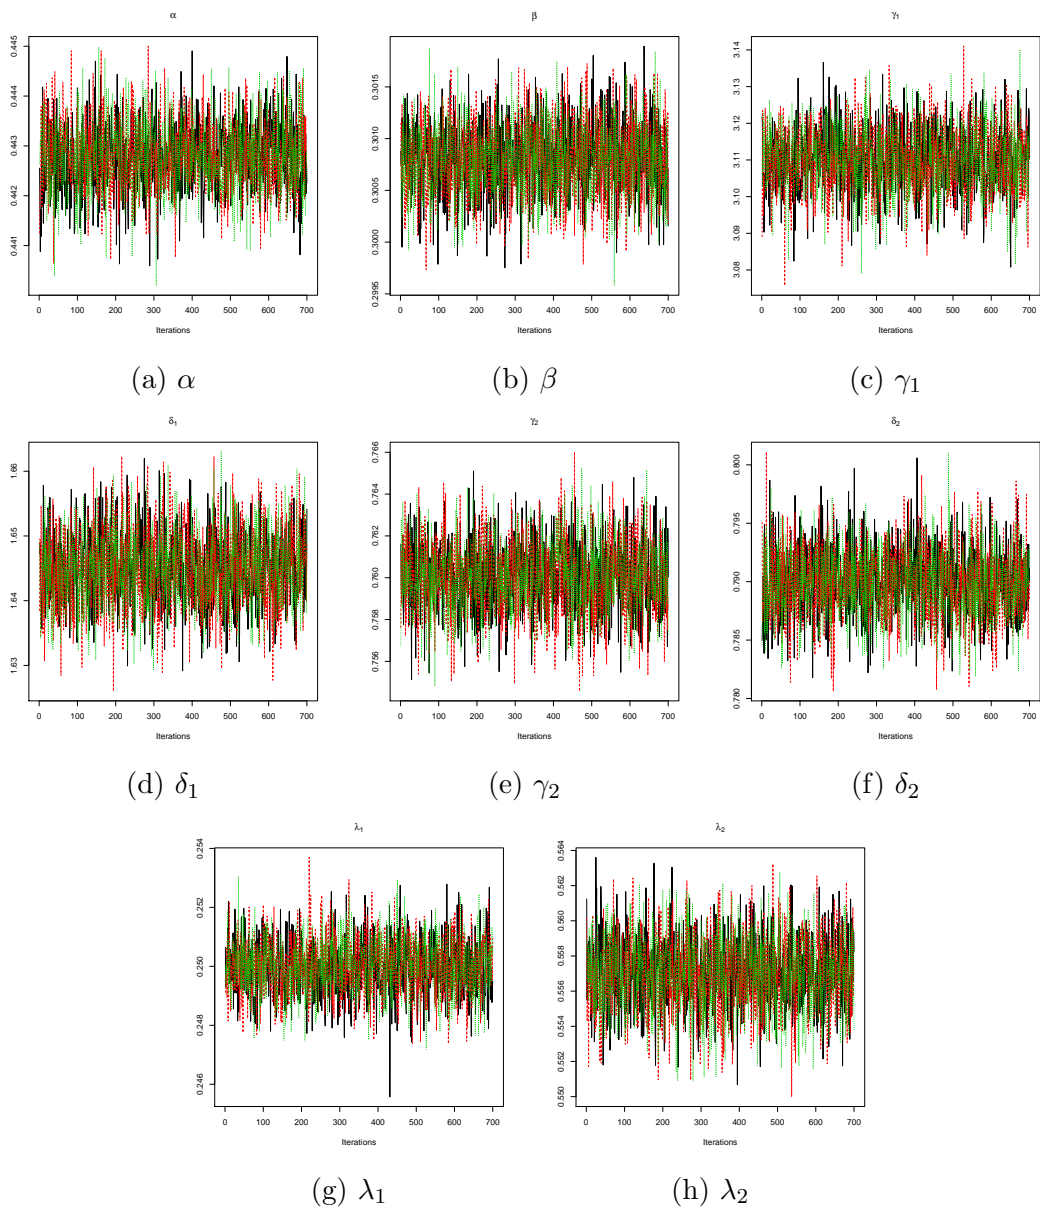 α β γ1
0.441 0.442 0.443 0.444 0.445
0.2995 0.3000 0.3005 0.3010 0.3015
3.08 3.09 3.10 3.11 3.12 3.13 3.14
0 100 200 300 400 500 600 700 0 100 200 300 400 500 600 700 0 100 200 300 400 500 600 700
Iterations Iterations Iterations
(a) α (b) β (c) γ1
δ1 γ2 δ2
1.63 1.64 1.65 1.66
0.756 0.758 0.760 0.762 0.764 0.766
0.780 0.785 0.790 0.795 0.800
0 100 200 300 400 500 600 700 0 100 200 300 400 500 600 700 0 100 200 300 400 500 600 700
Iterations Iterations Iterations
(d) δ1 (e) γ2 (f) δ2
λ1 λ2
0.246 0.248 0.250 0.252 0.254
0.550 0.552 0.554 0.556 0.558 0.560 0.562 0.564
0 100 200 300 400 500 600 700 0 100 200 300 400 500 600 700
Iterations Iterations
(g) λ1 (h) λ2